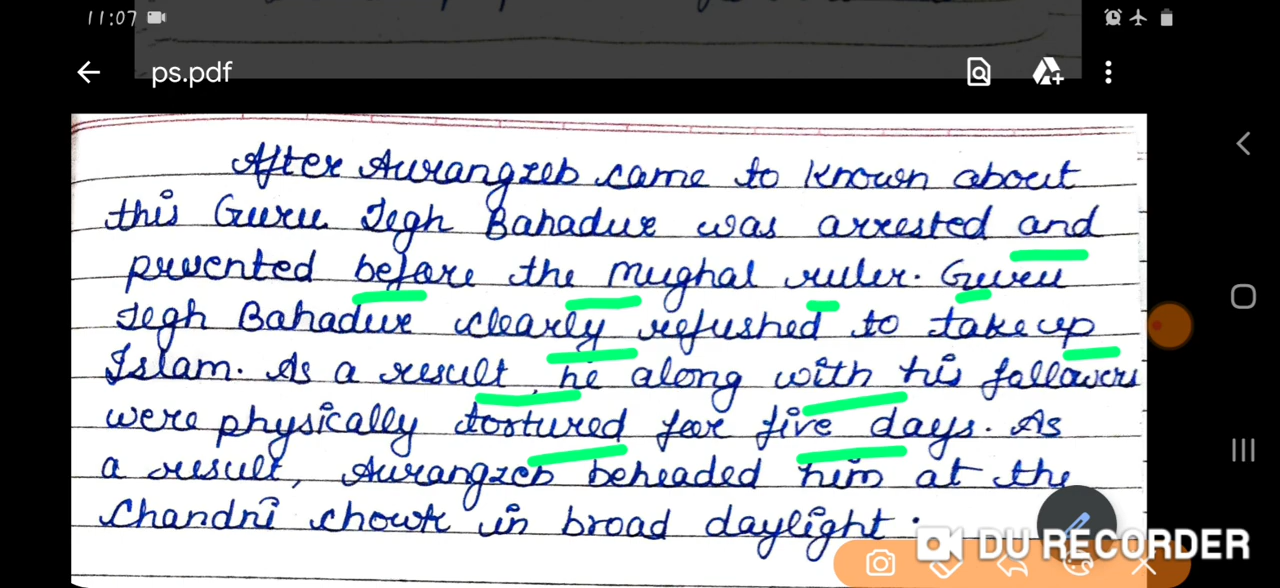 11:07
ps.pdf
After Aurangzeb came to known about
this Guru Tegh Bahadur was arrested and
prevented before the mughal ruler. Guru
Tegh Bahadur clearly refushed to take up
Islam. As a result, he along with his followers
were physically tortured for five days. As
a result, Aurangzeb beheaded him at the
Chandni chowk in broad daylight.
DU RECORDER